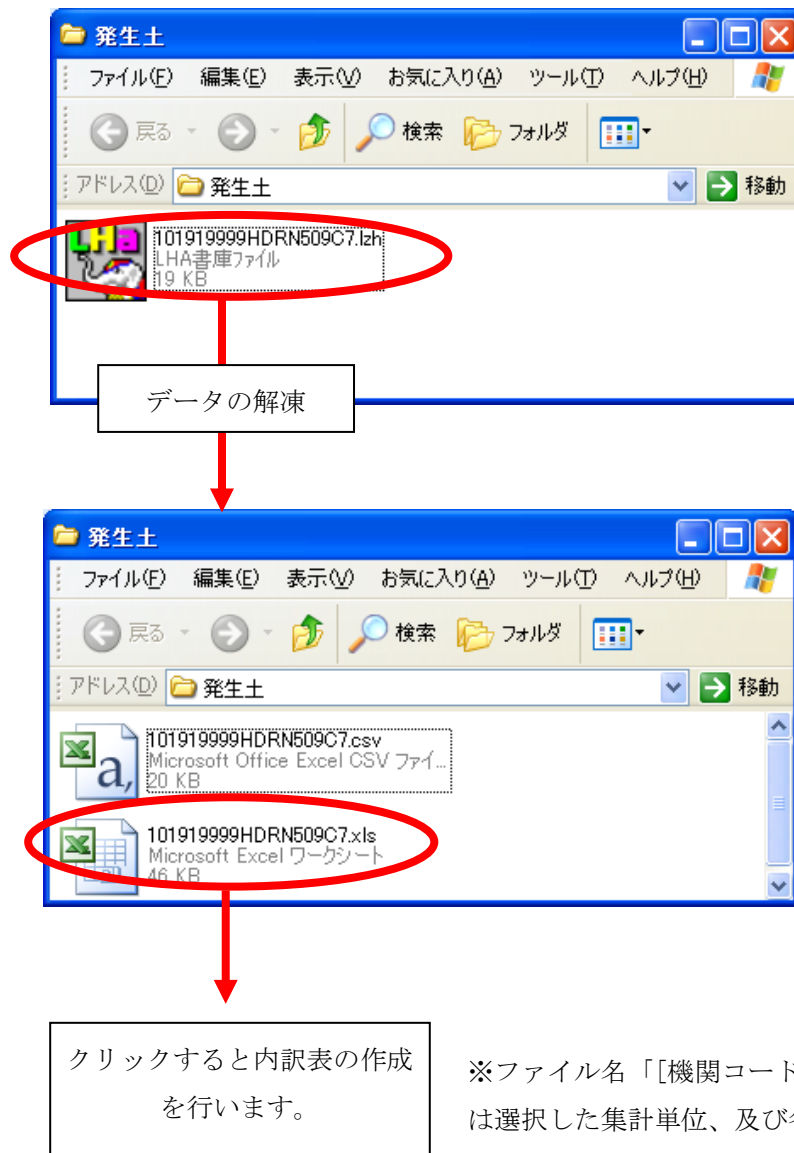 発生土
ファイル(F) 編集(E) 表示(V) お気に入り(A) ツール(T) ヘルプ(H)
戻る 検索 フォルダ
アドレス(D) 発生土 移動
LHa 101919999HDRN509C7.lzh
LHA書庫ファイル
19 KB
データの解凍
発生土
ファイル(F) 編集(E) 表示(V) お気に入り(A) ツール(T) ヘルプ(H)
戻る 検索 フォルダ
アドレス(D) 発生土 移動
101919999HDRN509C7.csv
Microsoft Office Excel CSV ファイ...
20 KB
101919999HDRN509C7.xls
Microsoft Excel ワークシート
46 KB
クリックすると内訳表の作成
を行います。
※ファイル名「[機関コード
は選択した集計単位、及び